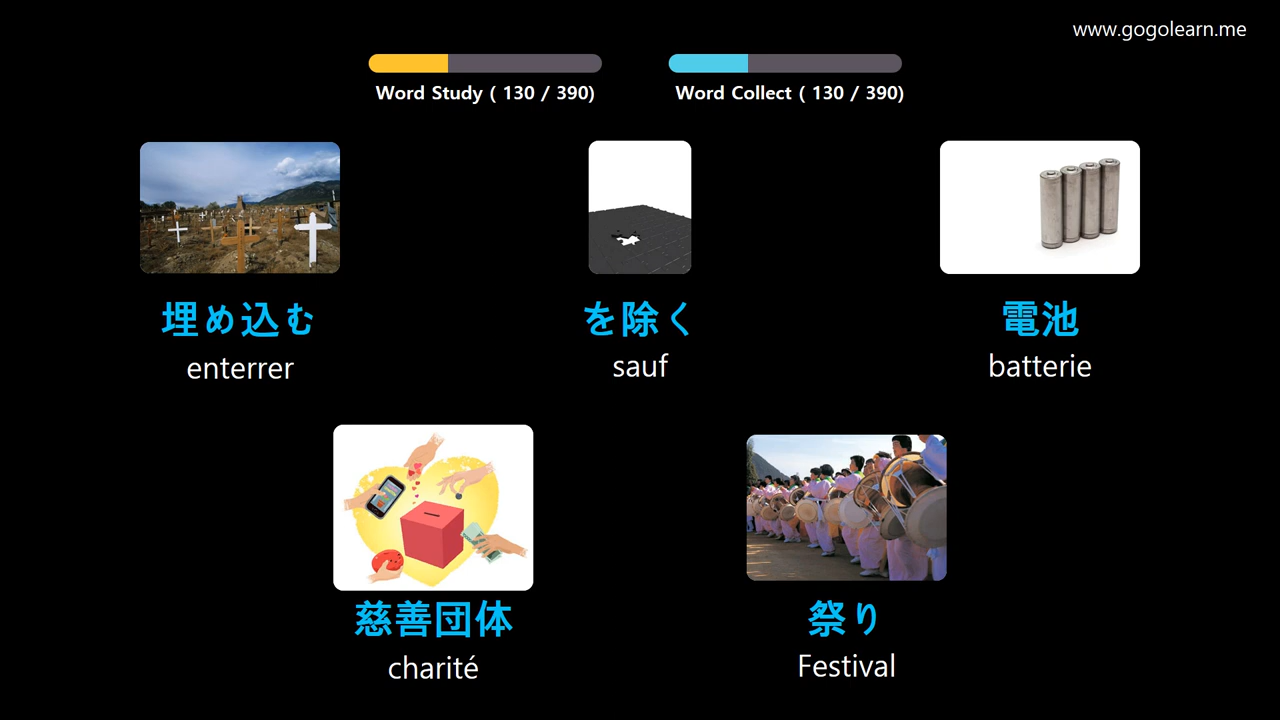 www.gogolearn.me
Word Study ( 130 / 390)
Word Collect ( 130 / 390)
埋め込む
enterrer
を除く
sauf
電池
batterie
慈善団体
charité
祭り
Festival